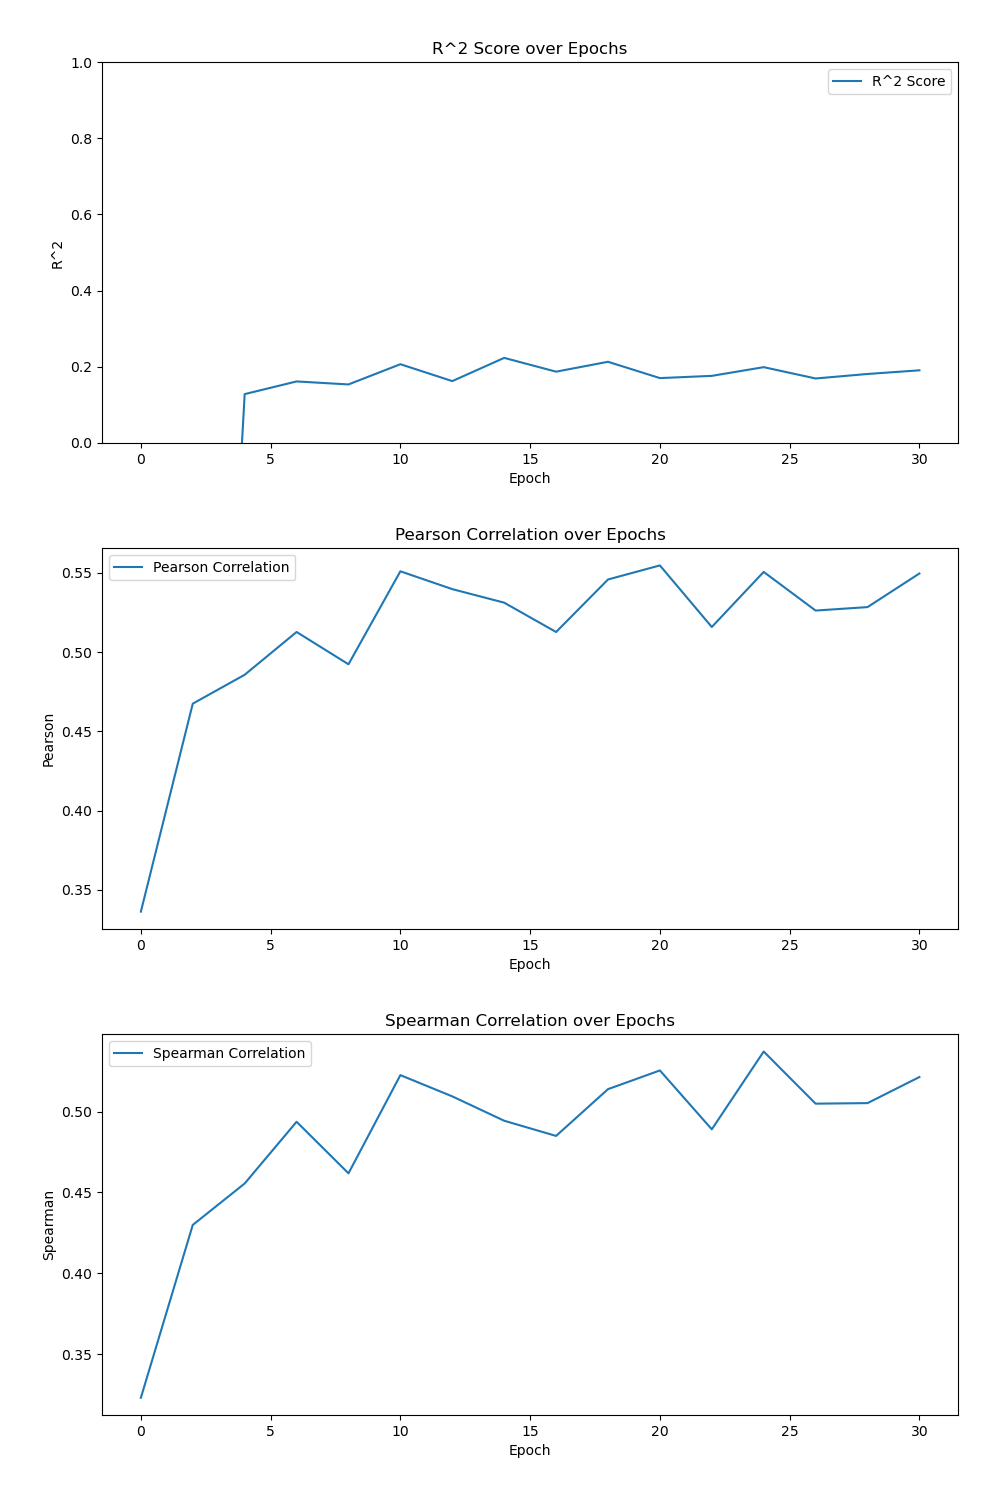 R^2 Score over Epochs
R^2 Score
1.0
0.8
0.6
0.4
0.2
0.0
R^2
0 5 10 15 20 25 30
Epoch
Pearson Correlation over Epochs
Pearson Correlation
0.55
0.50
0.45
0.40
0.35
Pearson
0 5 10 15 20 25 30
Epoch
Spearman Correlation over Epochs
Spearman Correlation
0.50
0.45
0.40
0.35
Spearman
0 5 10 15 20 25 30
Epoch